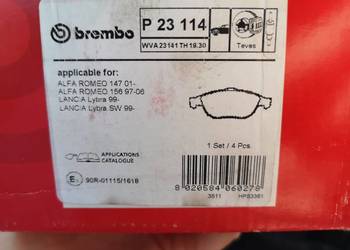 brembo
P 23 114
WVA 23141 TH 19.30
Teves
applicable for:
ALFA ROMEO 147 01-
ALFA ROMEO 156 97-06
LANCIA Lybra 99-
LANCIA Lybra SW 99-
1 Set / 4 Pcs.
APPLICATIONS
CATALOGUE
90R-01115/1618
8 020584 060278
3511